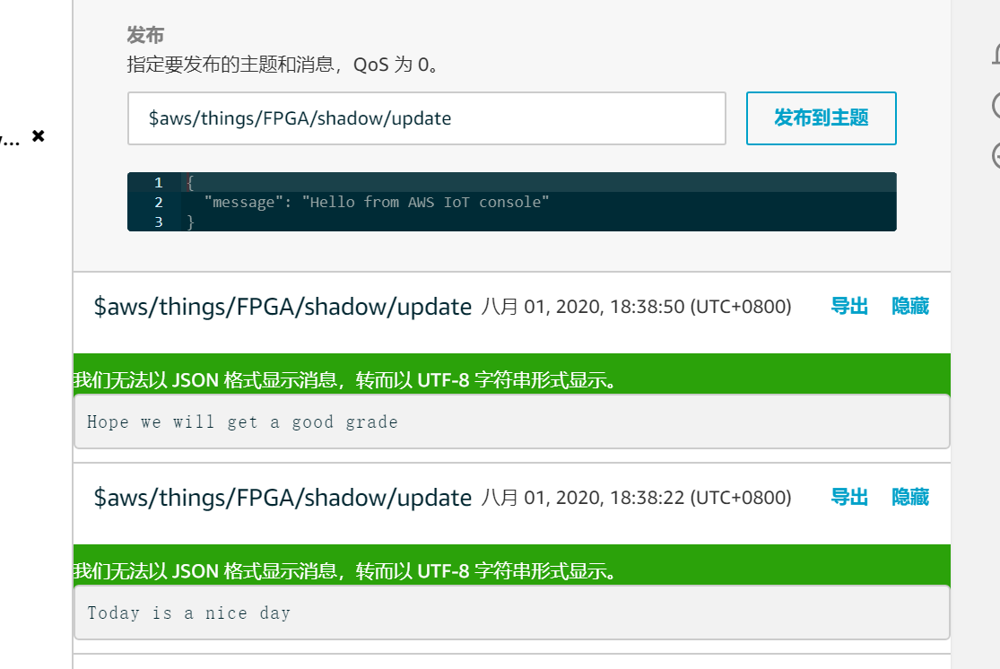 发布
指定要发布的主题和消息，QoS 为 0。
$aws/things/FPGA/shadow/update
发布到主题
... ×
1 {
2 "message": "Hello from AWS IoT console"
3 }
$aws/things/FPGA/shadow/update 八月 01, 2020, 18:38:50 (UTC+0800) 导出 隐藏
我们无法以 JSON 格式显示消息，转而以 UTF-8 字符串形式显示。
Hope we will get a good grade
$aws/things/FPGA/shadow/update 八月 01, 2020, 18:38:22 (UTC+0800) 导出 隐藏
我们无法以 JSON 格式显示消息，转而以 UTF-8 字符串形式显示。
Today is a nice day